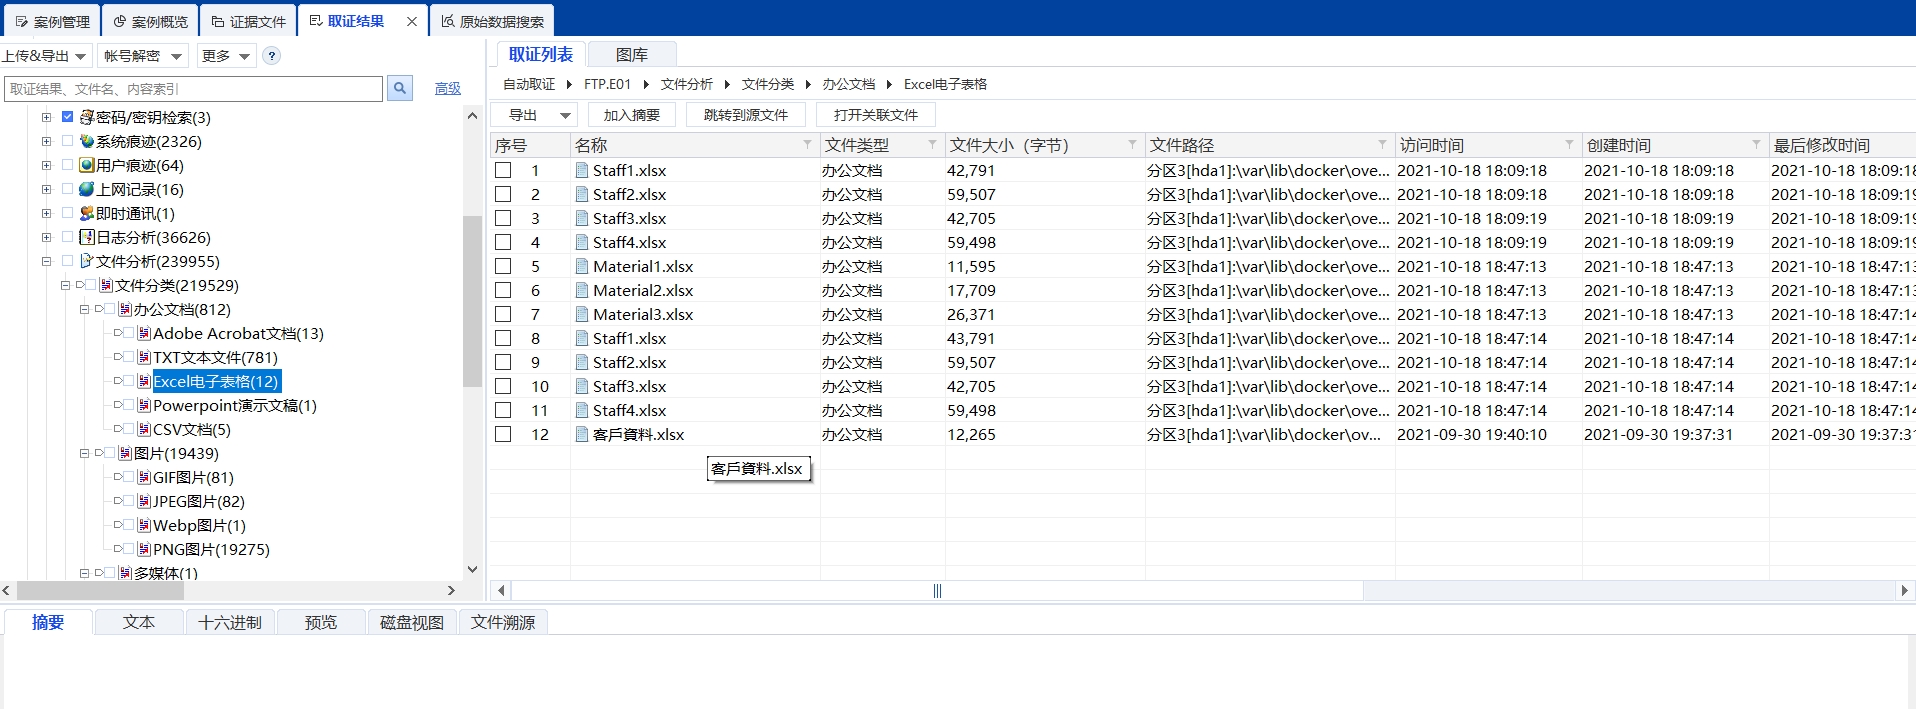 案例管理 案例概览 证据文件 取证结果 原始数据搜索
上传&导出 帐号解密 更多 ?
取证结果、文件名、内容索引 高级
密码/密钥检索(3)
系统痕迹(2326)
用户痕迹(64)
上网记录(16)
即时通讯(1)
日志分析(36626)
文件分析(239955)
文件分类(219529)
办公文档(812)
Adobe Acrobat文档(13)
TXT文本文件(781)
Excel电子表格(12)
Powerpoint演示文稿(1)
CSV文档(5)
图片(19439)
GIF图片(81)
JPEG图片(82)
Webp图片(1)
PNG图片(19275)
多媒体(1)
取证列表 图库
自动取证 FTP.E01 文件分析 文件分类 办公文档 Excel电子表格
导出 加入摘要 跳转到源文件 打开关联文件
序号 名称 文件类型 文件大小（字节） 文件路径 访问时间 创建时间 最后修改时间
1 Staff1.xlsx 办公文档 42,791 分区3[hda1]:\var\lib\docker\ove... 2021-10-18 18:09:18 2021-10-18 18:09:18 2021-10-18 18:09:18
2 Staff2.xlsx 办公文档 59,507 分区3[hda1]:\var\lib\docker\ove... 2021-10-18 18:09:18 2021-10-18 18:09:18 2021-10-18 18:09:18
3 Staff3.xlsx 办公文档 42,705 分区3[hda1]:\var\lib\docker\ove... 2021-10-18 18:09:19 2021-10-18 18:09:19 2021-10-18 18:09:19
4 Staff4.xlsx 办公文档 59,498 分区3[hda1]:\var\lib\docker\ove... 2021-10-18 18:09:19 2021-10-18 18:09:19 2021-10-18 18:09:19
5 Material1.xlsx 办公文档 11,595 分区3[hda1]:\var\lib\docker\ove... 2021-10-18 18:47:13 2021-10-18 18:47:13 2021-10-18 18:47:13
6 Material2.xlsx 办公文档 17,709 分区3[hda1]:\var\lib\docker\ove... 2021-10-18 18:47:13 2021-10-18 18:47:13 2021-10-18 18:47:13
7 Material3.xlsx 办公文档 26,371 分区3[hda1]:\var\lib\docker\ove... 2021-10-18 18:47:13 2021-10-18 18:47:13 2021-10-18 18:47:14
8 Staff1.xlsx 办公文档 43,791 分区3[hda1]:\var\lib\docker\ove... 2021-10-18 18:47:14 2021-10-18 18:47:14 2021-10-18 18:47:14
9 Staff2.xlsx 办公文档 59,507 分区3[hda1]:\var\lib\docker\ove... 2021-10-18 18:47:14 2021-10-18 18:47:14 2021-10-18 18:47:14
10 Staff3.xlsx 办公文档 42,705 分区3[hda1]:\var\lib\docker\ove... 2021-10-18 18:47:14 2021-10-18 18:47:14 2021-10-18 18:47:14
11 Staff4.xlsx 办公文档 59,498 分区3[hda1]:\var\lib\docker\ove... 2021-10-18 18:47:14 2021-10-18 18:47:14 2021-10-18 18:47:14
12 客戶資料.xlsx 办公文档 12,265 分区3[hda1]:\var\lib\docker\ov... 2021-09-30 19:40:10 2021-09-30 19:37:31 2021-09-30 19:37:31
客戶資料.xlsx
摘要 文本 十六进制 预览 磁盘视图 文件溯源